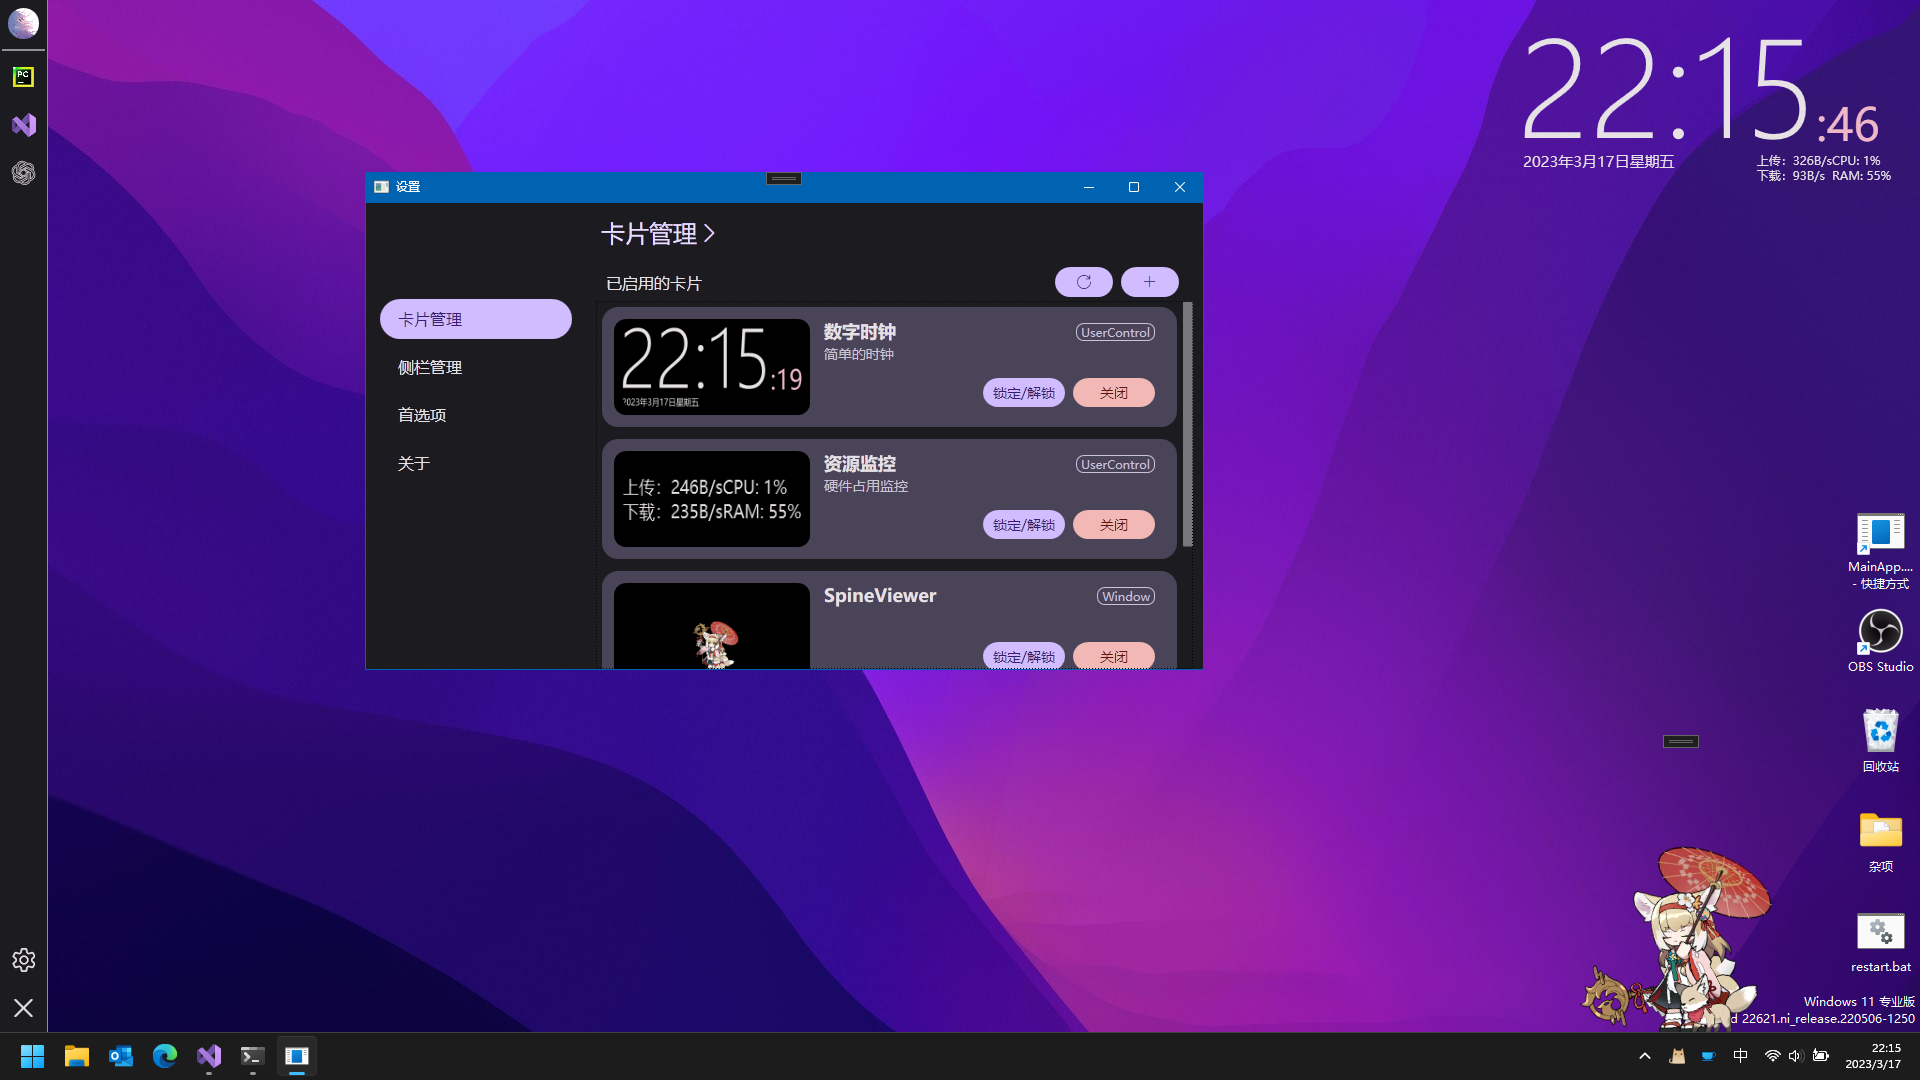 PC
22:15:46
2023年3月17日星期五
上传: 326B/sCPU: 1%
下载: 93B/s RAM: 55%
设置
卡片管理
已启用的卡片
卡片管理
侧栏管理
首选项
关于
22:15:19
2023年3月17日星期五
数字时钟
UserControl
简单的时钟
锁定/解锁
关闭
上传: 246B/sCPU: 1%
下载: 235B/sRAM: 55%
资源监控
UserControl
硬件占用监控
锁定/解锁
关闭
SpineViewer
Window
锁定/解锁
关闭
MainApp....
- 快捷方式
OBS Studio
回收站
杂项
restart.bat
Windows 11 专业版
d 22621.ni_release.220506-1250
中
22:15
2023/3/17